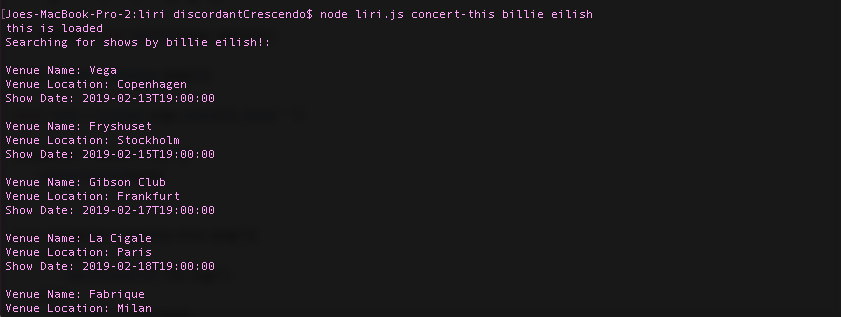 [Joes-MacBook-Pro-2:liri discordantCrescendo$ node liri.js concert-this billie eilish
this is loaded
Searching for shows by billie eilish!:
Venue Name: Vega
Venue Location: Copenhagen
Show Date: 2019-02-13T19:00:00
Venue Name: Fryshuset
Venue Location: Stockholm
Show Date: 2019-02-15T19:00:00
Venue Name: Gibson Club
Venue Location: Frankfurt
Show Date: 2019-02-17T19:00:00
Venue Name: La Cigale
Venue Location: Paris
Show Date: 2019-02-18T19:00:00
Venue Name: Fabrique
Venue Location: Milan